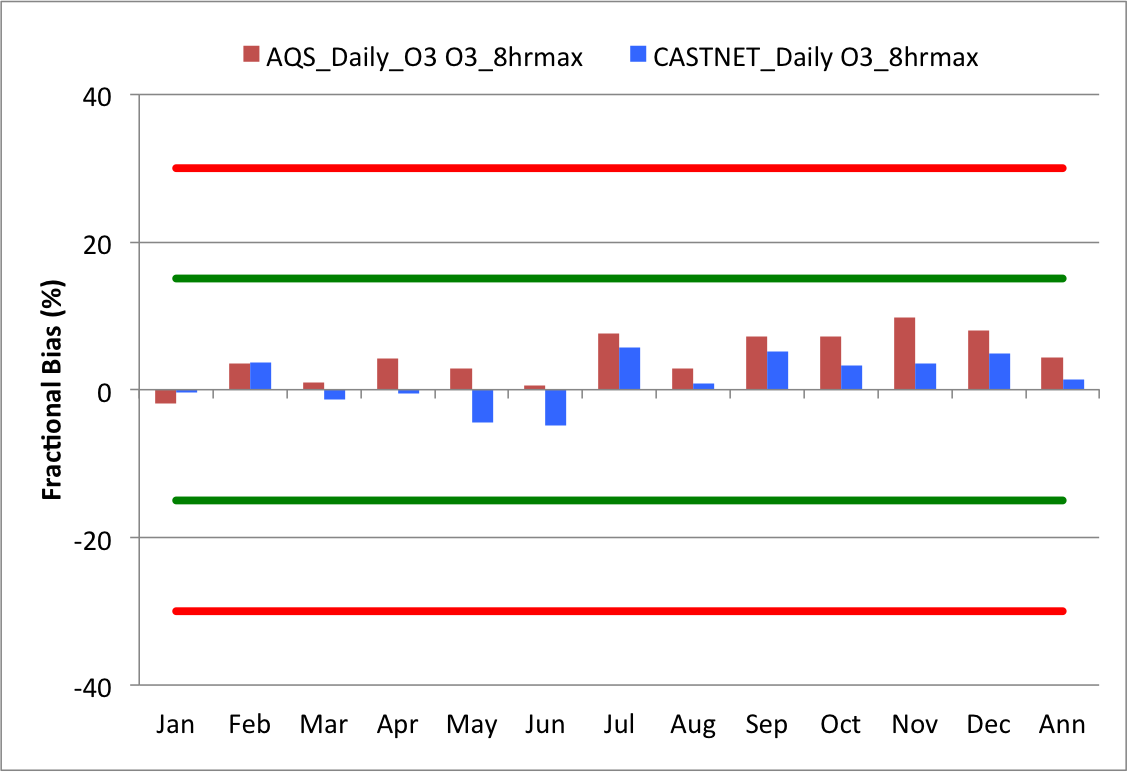 AQS_Daily_O3 O3_8hrmax CASTNET_Daily O3_8hrmax
40
20
0
-20
-40
Fractional Bias (%)
Jan Feb Mar Apr May Jun Jul Aug Sep Oct Nov Dec Ann